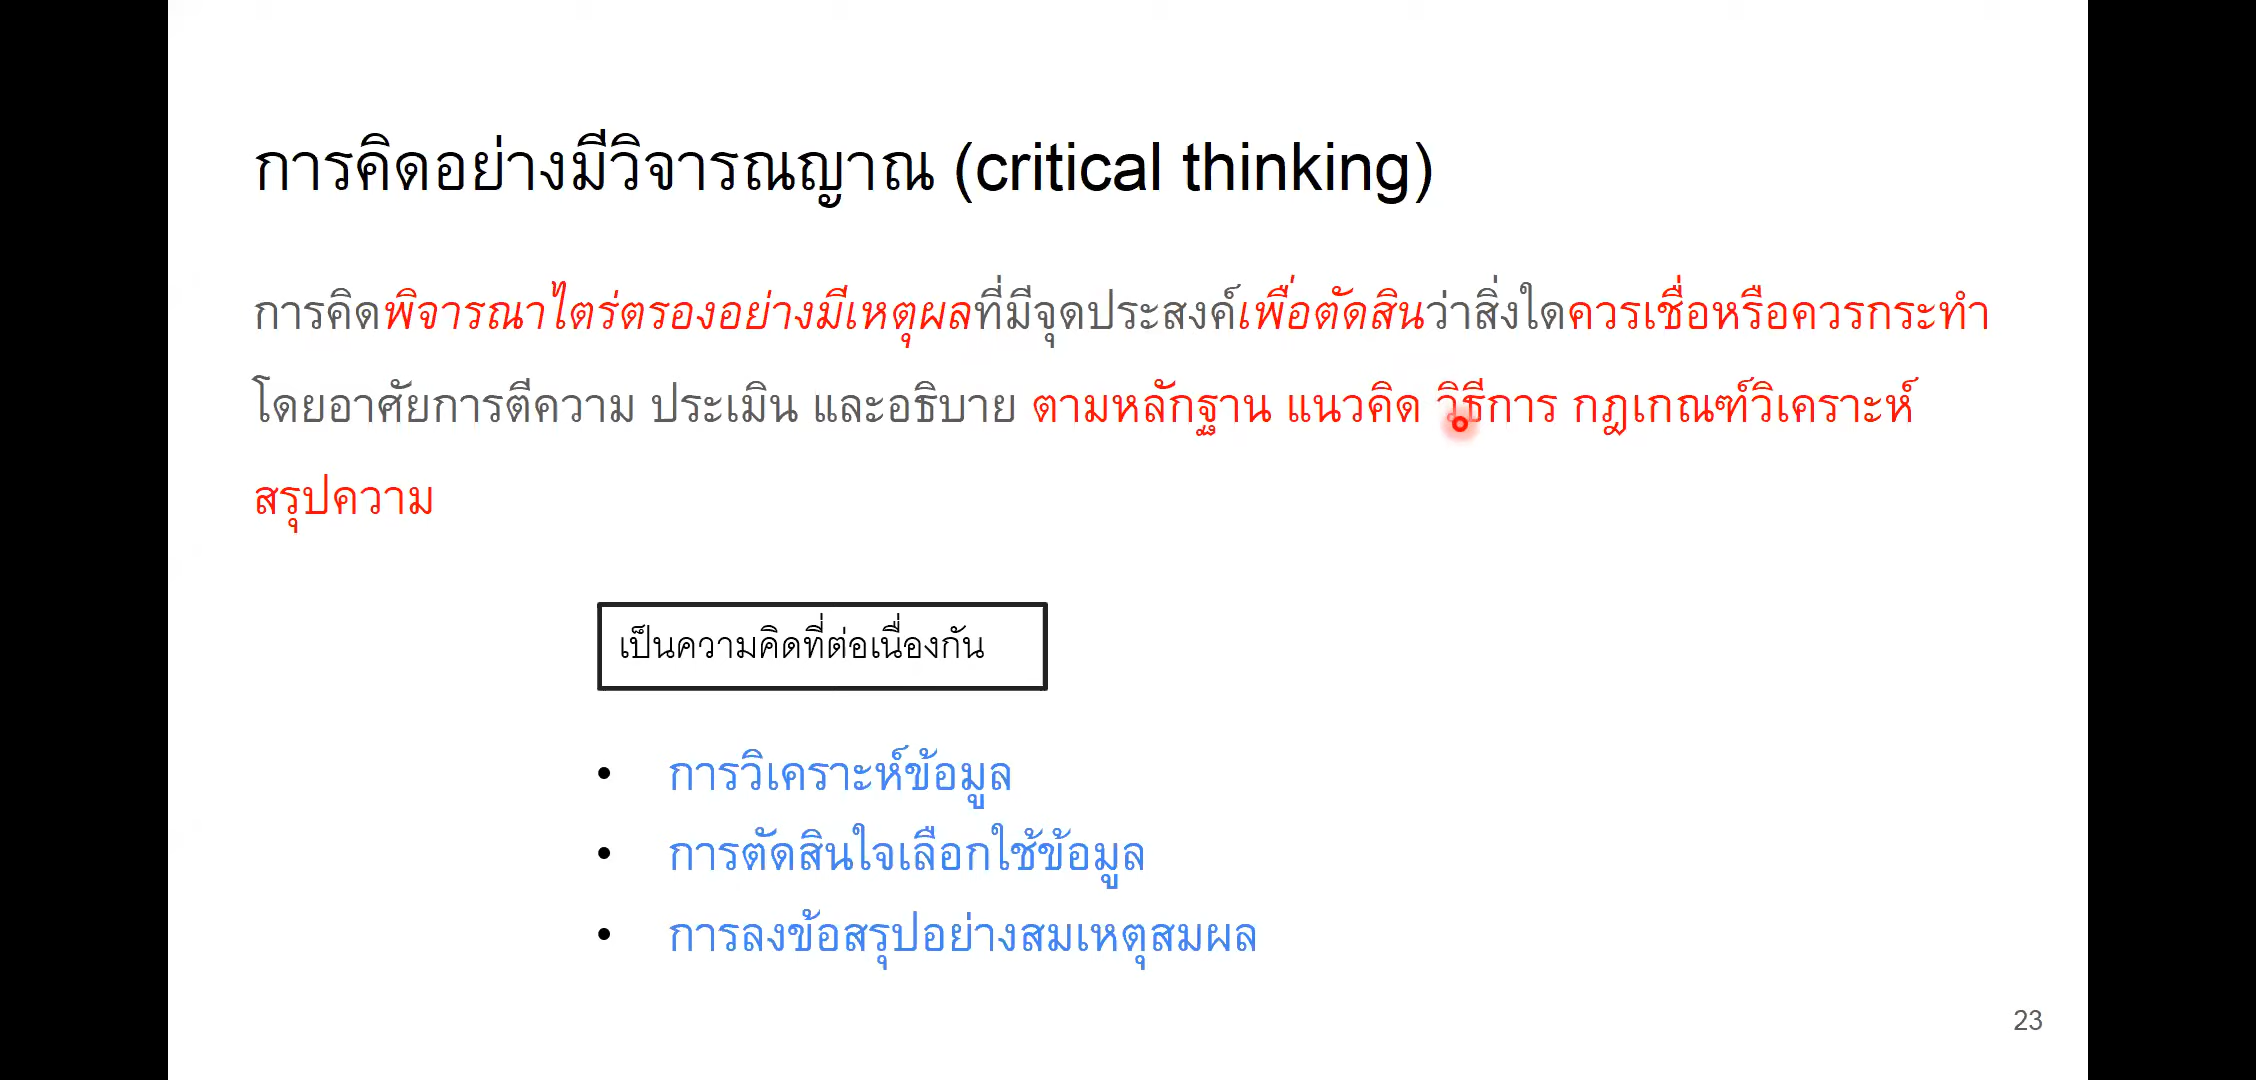 การคิดอย่างมีวิจารณญาณ (critical thinking)
การคิดพิจารณาไตร่ตรองอย่างมีเหตุผลที่มีจุดประสงค์เพื่อตัดสินว่าสิ่งใดควรเชื่อหรือควรกระทำ
โดยอาศัยการตีความ ประเมิน และอธิบาย ตามหลักฐาน แนวคิด วิธีการ กฎเกณฑ์วิเคราะห์
สรุปความ
เป็นความคิดที่ต่อเนื่องกัน
• การวิเคราะห์ข้อมูล
• การตัดสินใจเลือกใช้ข้อมูล
• การลงข้อสรุปอย่างสมเหตุสมผล
23